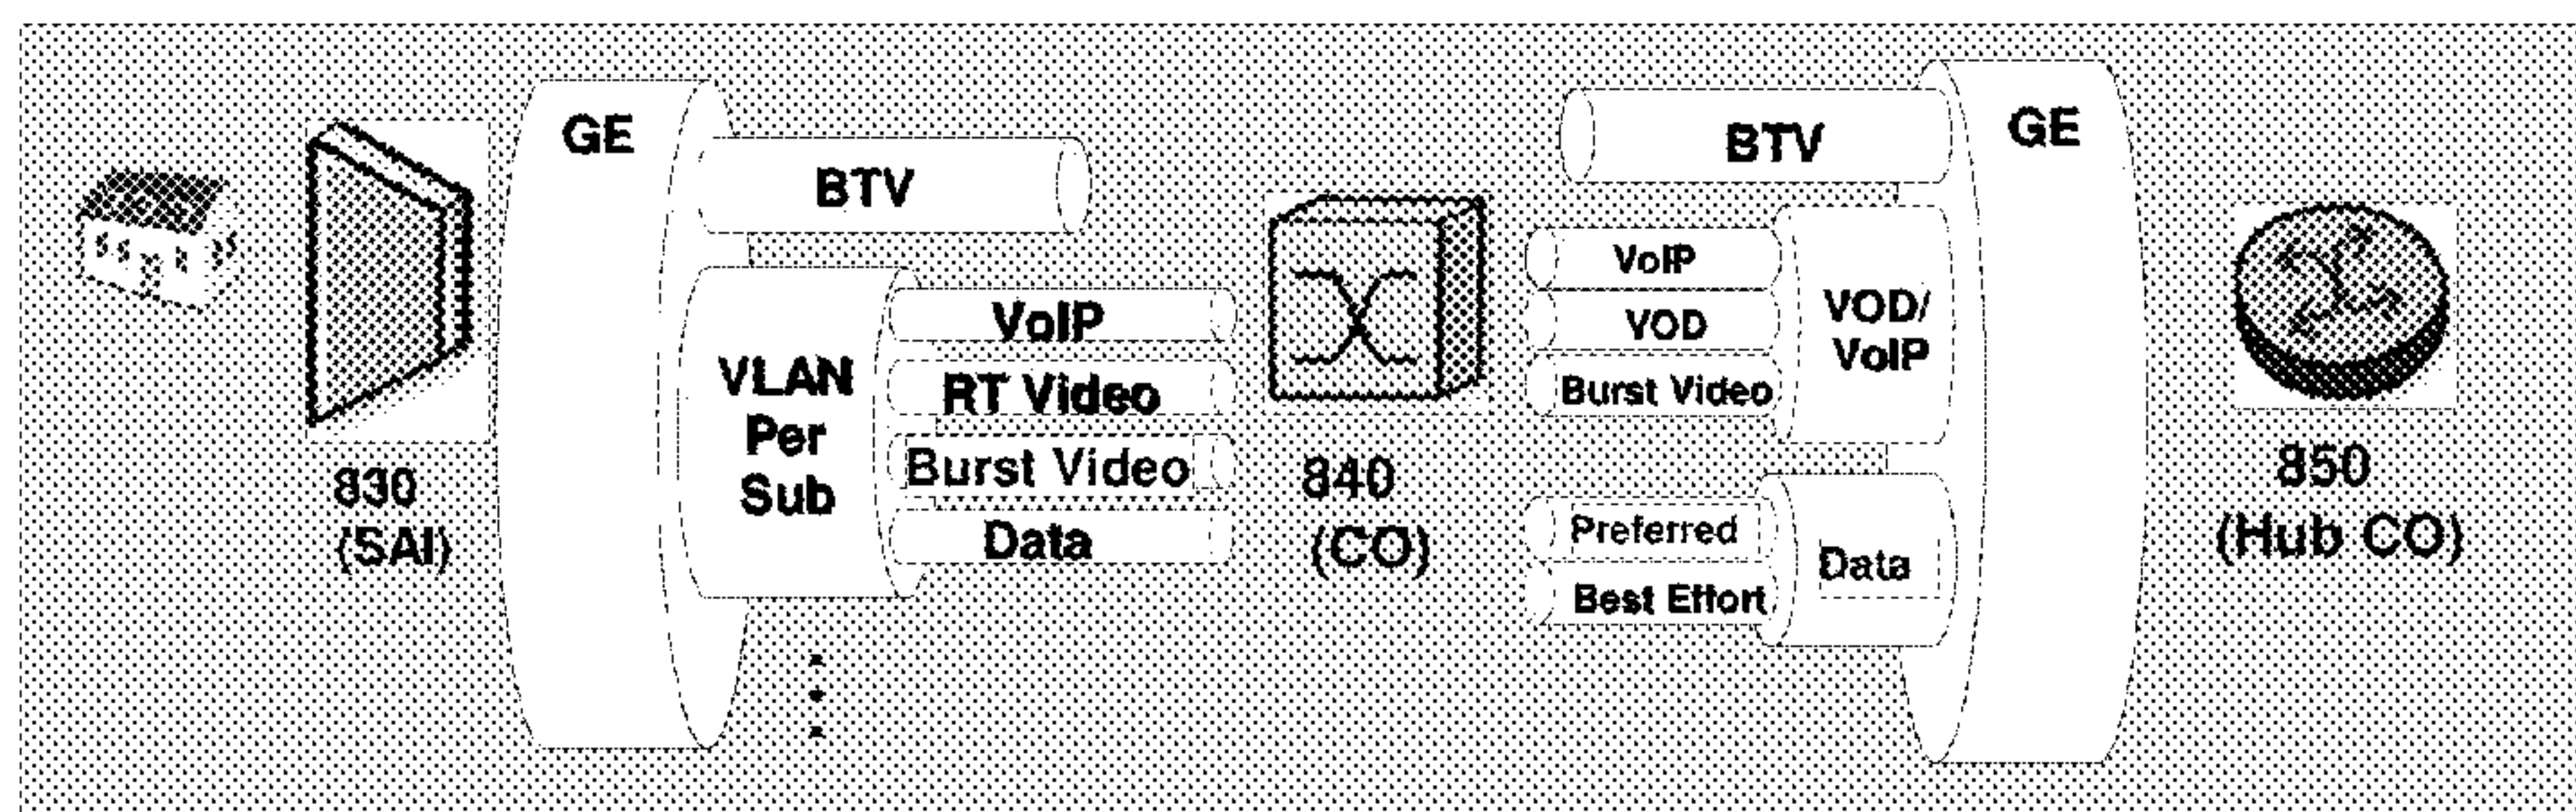 GE
BTV
VLAN
Per
Sub
VoIP
RT Video
Burst Video
Data
830
(SAI)
840
(CO)
BTV
GE
VoIP
VOD
Burst Video
VOD/
VoIP
Preferred
Best Effort
Data
850
(Hub CO)